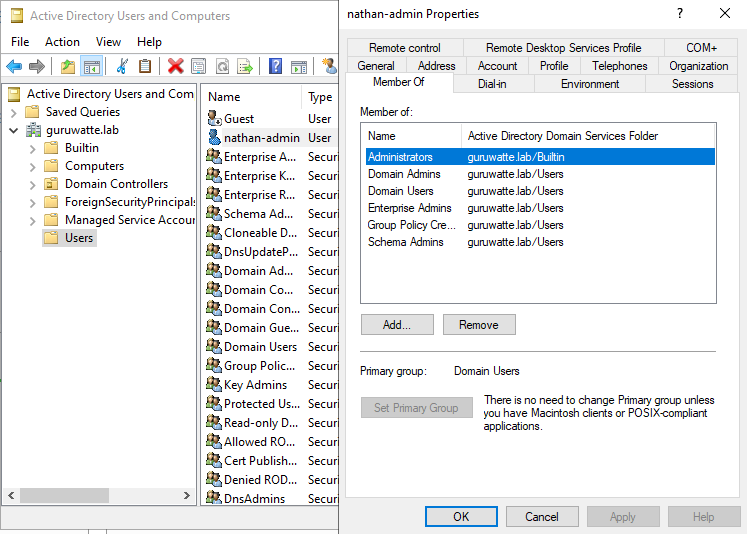 Active Directory Users and Computers
File Action View Help
Active Directory Users and Com
Saved Queries
guruwatte.lab
Builtin
Computers
Domain Controllers
ForeignSecurityPrincipals
Managed Service Accour
Users
Name Type
Guest User
nathan-admin User
Enterprise A... Securi
Enterprise K... Securi
Enterprise R... Securi
Schema Ad... Securi
Cloneable D... Securi
DnsUpdateP... Securi
Domain Ad... Securi
Domain Co... Securi
Domain Con... Securi
Domain Gue... Securi
Domain Users Securi
Group Polic... Securi
Key Admins Securi
Protected Us... Securi
Read-only D... Securi
Allowed RO... Securi
Cert Publish... Securi
Denied ROD... Securi
DnsAdmins Securi
nathan-admin Properties
Remote control Remote Desktop Services Profile COM+
General Address Account Profile Telephones Organization
Member Of Dial-in Environment Sessions
Member of:
Name Active Directory Domain Services Folder
Administrators guruwatte.lab/Builtin
Domain Admins guruwatte.lab/Users
Domain Users guruwatte.lab/Users
Enterprise Admins guruwatte.lab/Users
Group Policy Cre... guruwatte.lab/Users
Schema Admins guruwatte.lab/Users
Add... Remove
Primary group: Domain Users
Set Primary Group
There is no need to change Primary group unless
you have Macintosh clients or POSIX-compliant
applications.
OK Cancel Apply Help